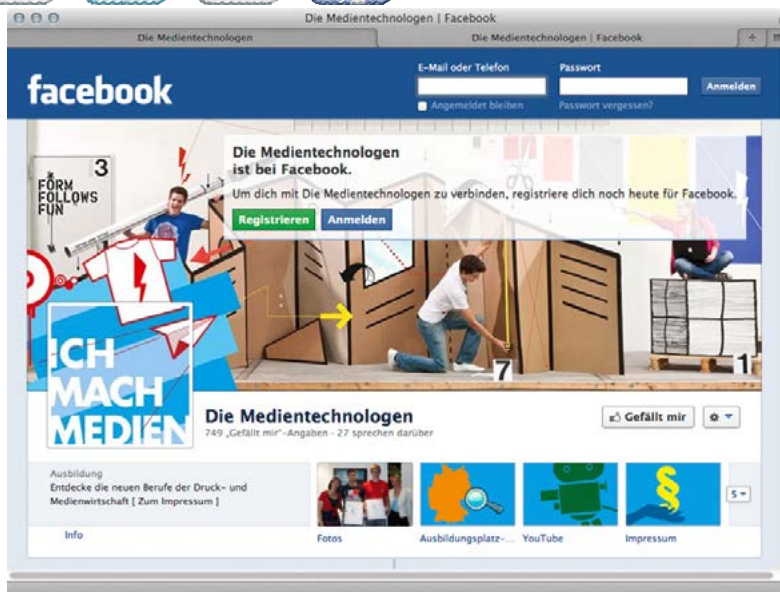 Die Medientechnologen | Facebook
Die Medientechnologen
Die Medientechnologen | Facebook
+
facebook
E-Mail oder Telefon
Passwort
Anmelden
Angemeldet bleiben
Passwort vergessen?
Die Medientechnologen
ist bei Facebook.
Um dich mit Die Medientechnologen zu verbinden, registriere dich noch heute für Facebook.
Registrieren
Anmelden
3
FORM
FOLLOWS
FUN
7
1
ICH
MACH
MEDIEN
Die Medientechnologen
749 „Gefällt mir“-Angaben · 27 sprechen darüber
Gefällt mir
Ausbildung
Entdecke die neuen Berufe der Druck- und
Medienwirtschaft [ Zum Impressum ]
Info
Fotos
Ausbildungsplatz-...
YouTube
§
Impressum
5